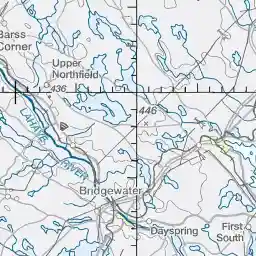 Barss
Corner
Upper
Northfield
436
446
LAHAVE
RIVER
Bridgewater
Dayspring
First
South